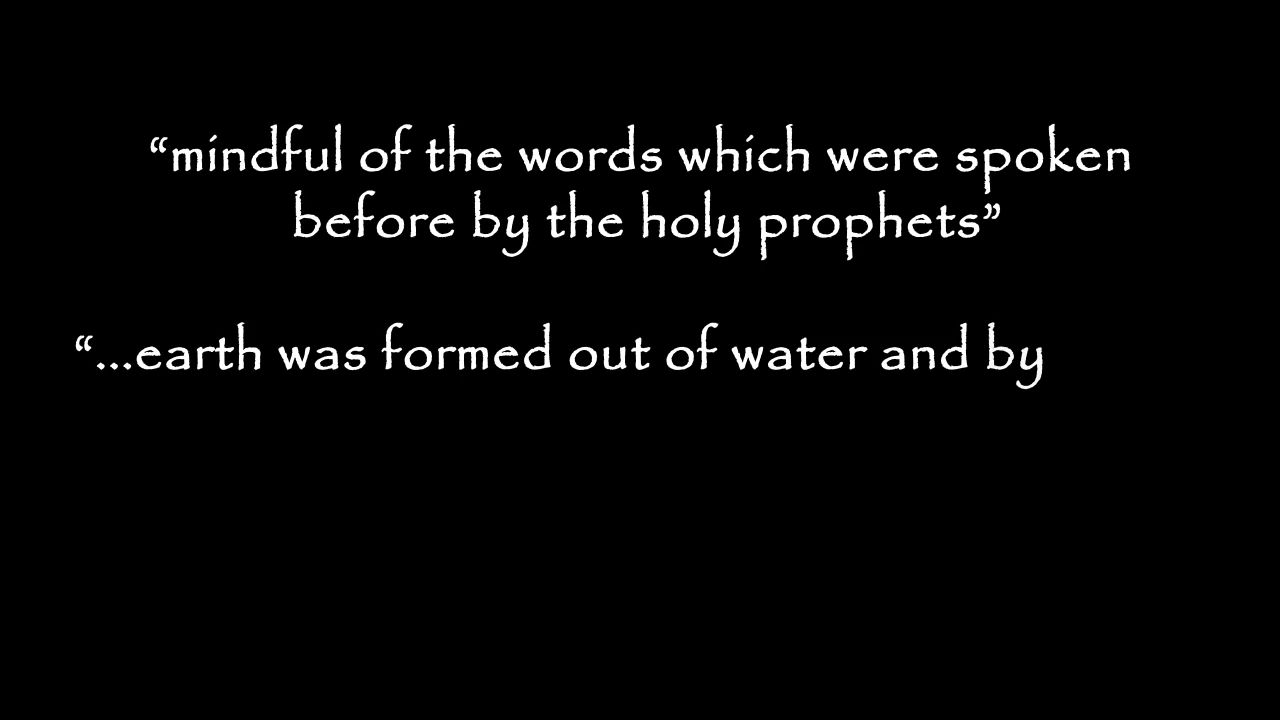 “mindful of the words which were spoken
before by the holy prophets”
“...earth was formed out of water and by